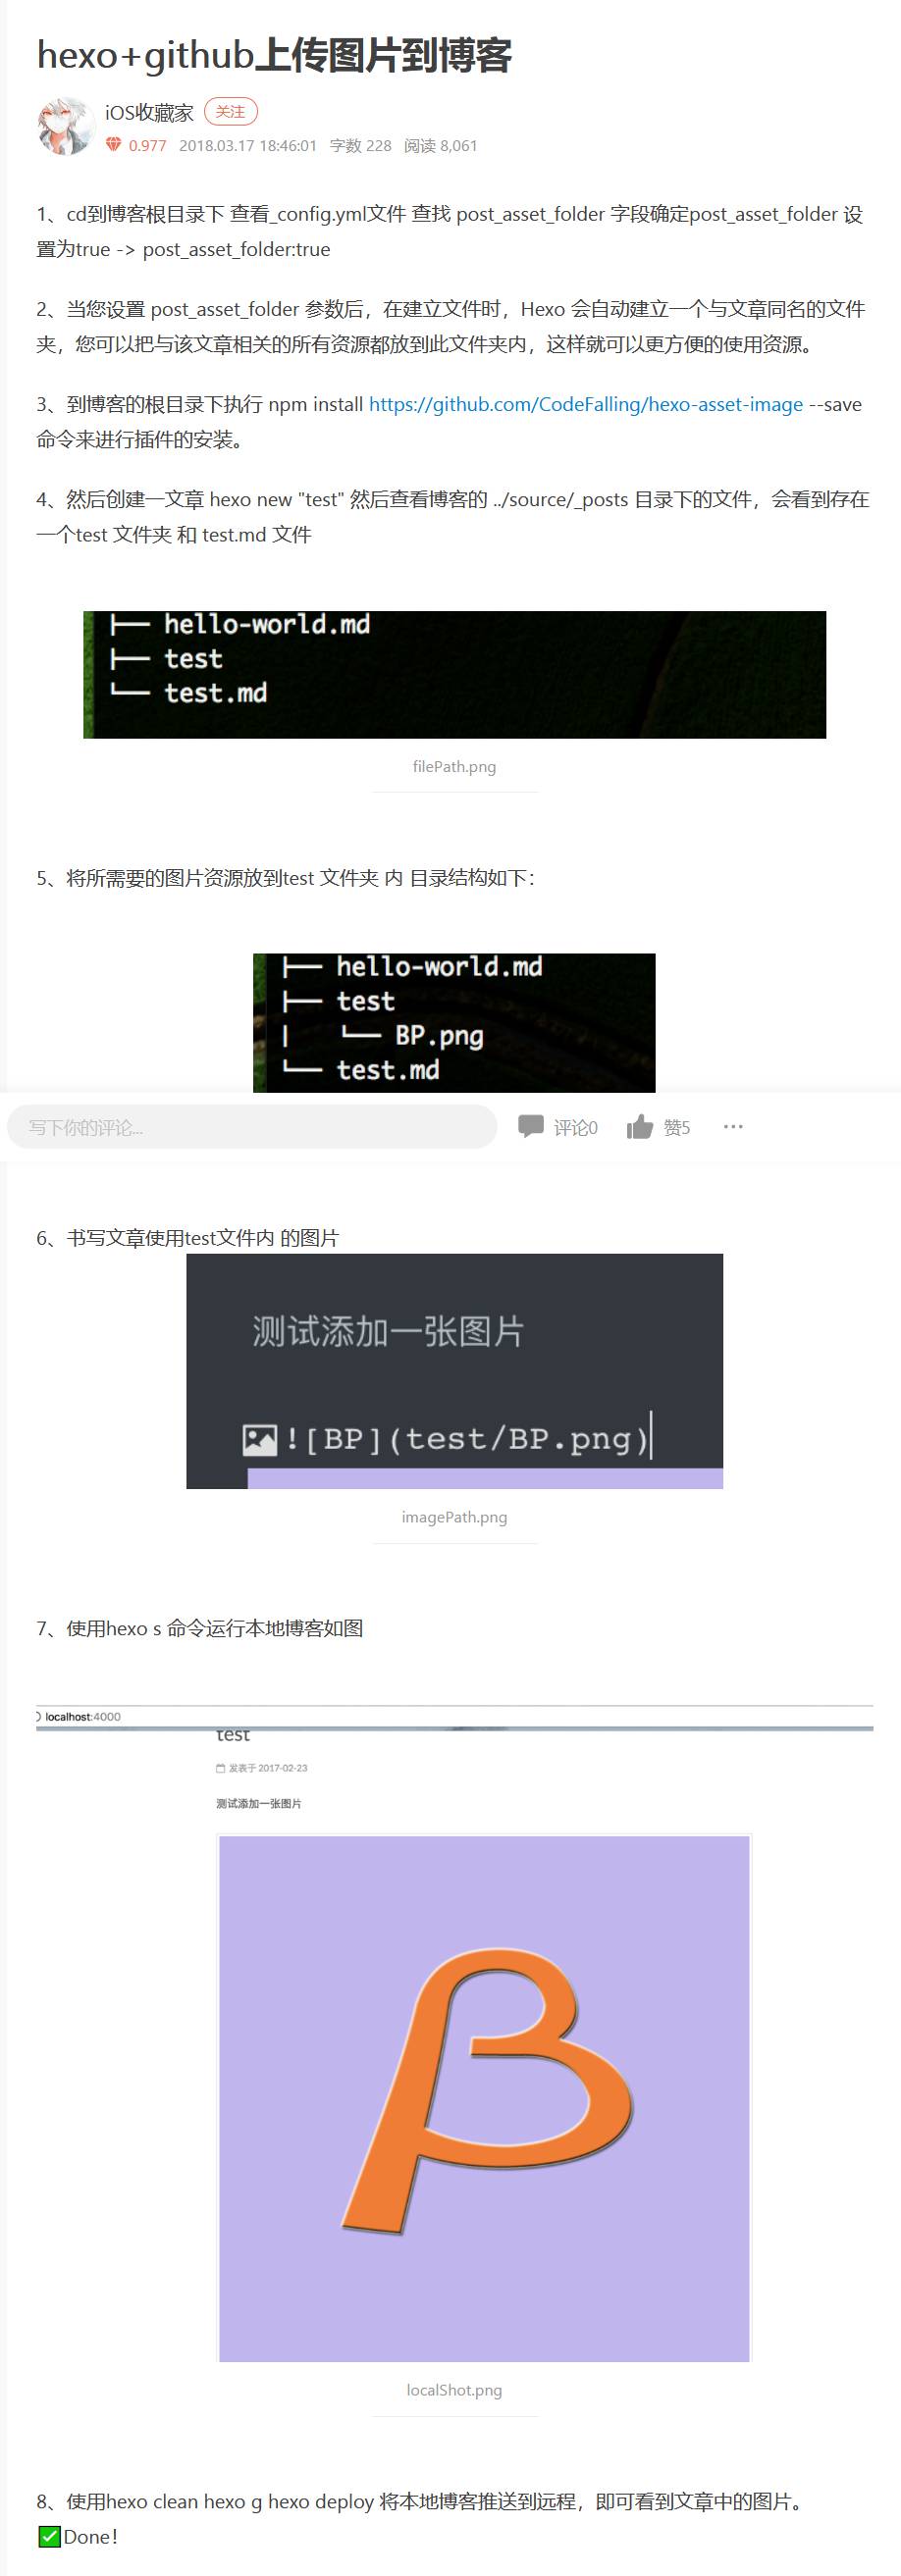 hexo+github上传图片到博客
iOS收藏家 关注
0.977 2018.03.17 18:46:01 字数 228 阅读 8,061
1、cd到博客根目录下 查看_config.yml文件 查找 post_asset_folder 字段确定post_asset_folder 设
置为true -> post_asset_folder:true
2、当您设置 post_asset_folder 参数后，在建立文件时，Hexo 会自动建立一个与文章同名的文件
夹，您可以把与该文章相关的所有资源都放到此文件夹内，这样就可以更方便的使用资源。
3、到博客的根目录下执行 npm install https://github.com/CodeFalling/hexo-asset-image --save
命令来进行插件的安装。
4、然后创建一文章 hexo new "test" 然后查看博客的 ../source/_posts 目录下的文件，会看到存在
一个test 文件夹 和 test.md 文件
├── hello-world.md
├── test
└── test.md
filePath.png
5、将所需要的图片资源放到test 文件夹 内 目录结构如下：
├── hello-world.md
├── test
|   └── BP.png
└── test.md
写下你的评论... 评论0 赞5 ...
6、书写文章使用test文件内 的图片
测试添加一张图片
![BP](test/BP.png)
imagePath.png
7、使用hexo s 命令运行本地博客如图
localhost:4000
test
发表于 2017-02-23
测试添加一张图片
β
localShot.png
8、使用hexo clean hexo g hexo deploy 将本地博客推送到远程，即可看到文章中的图片。
✅Done！